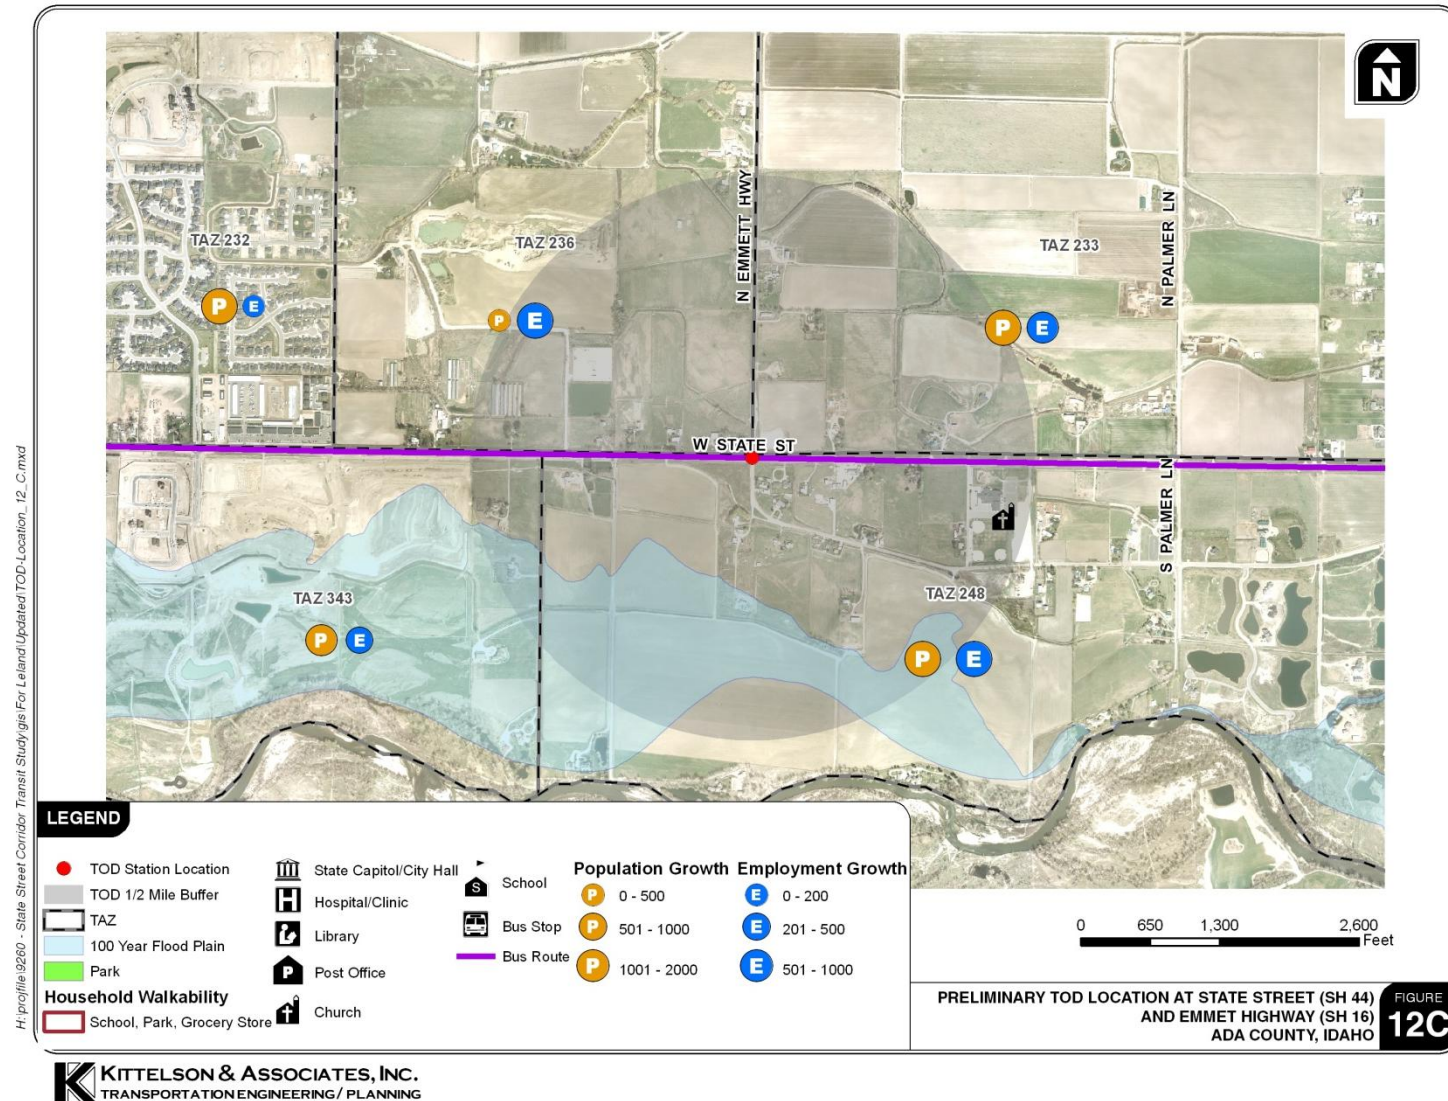 N
TAZ 232
TAZ 236
TAZ 233
N EMMETT HWY
N PALMER LN
P E
P E
P E
W STATE ST
S PALMER LN
TAZ 343
TAZ 248
P E
P E
H:\projfile\9260 - State Street Corridor Transit Study\gis\For Leland\Updated\TOD-Location_12_C.mxd
LEGEND
TOD Station Location
TOD 1/2 Mile Buffer
TAZ
100 Year Flood Plain
Park
Household Walkability
School, Park, Grocery Store
State Capitol/City Hall
H Hospital/Clinic
Library
P Post Office
Church
S School
Bus Stop
Bus Route
Population Growth
P 0 - 500
P 501 - 1000
P 1001 - 2000
Employment Growth
E 0 - 200
E 201 - 500
E 501 - 1000
0 650 1,300 2,600
Feet
PRELIMINARY TOD LOCATION AT STATE STREET (SH 44)
AND EMMET HIGHWAY (SH 16)
ADA COUNTY, IDAHO
FIGURE
12C
K KITTELSON & ASSOCIATES, INC.
TRANSPORTATION ENGINEERING / PLANNING